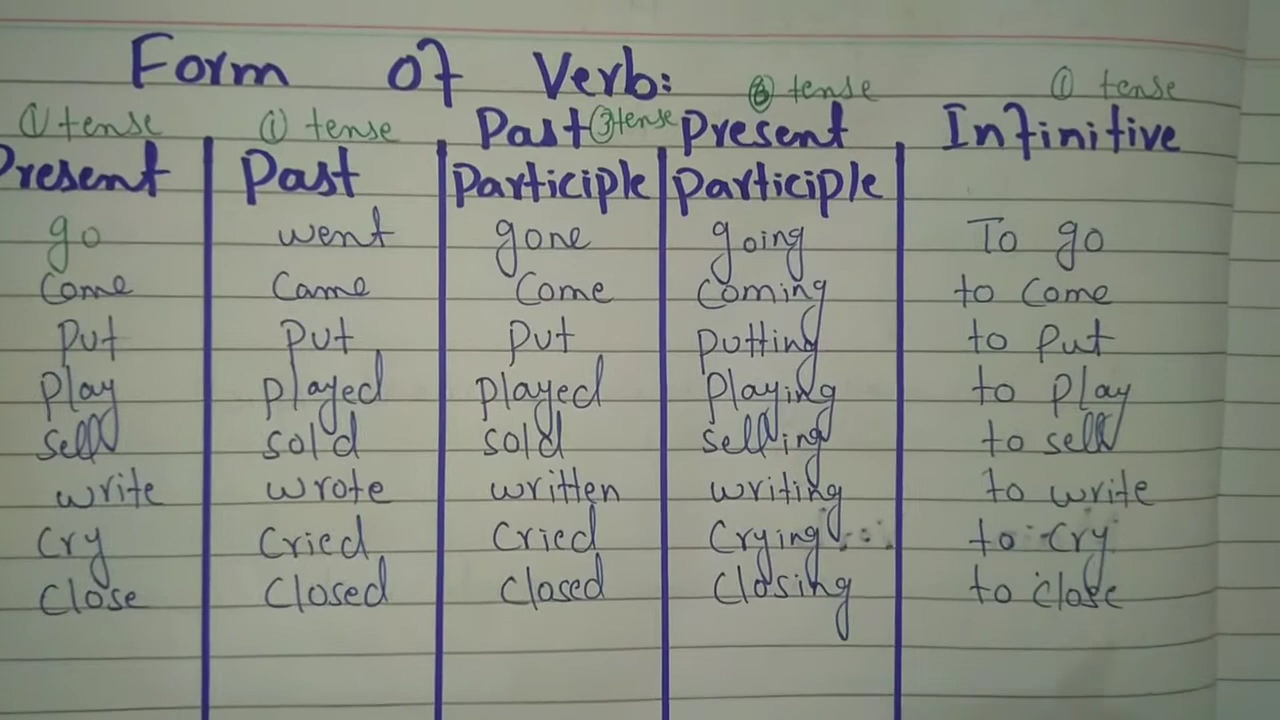 Form of Verb:
① tense ① tense ③ tense ⑥ tense ① tense
Present Past Past Participle Present Participle Infinitive
go went gone going To go
Come Came Come Coming to Come
Put Put Put Putting to Put
Play Played Played Playing to Play
Sell Sold Sold Selling to sell
write wrote written writing to write
Cry Cried Cried Crying to Cry
Close Closed Closed Closing to close